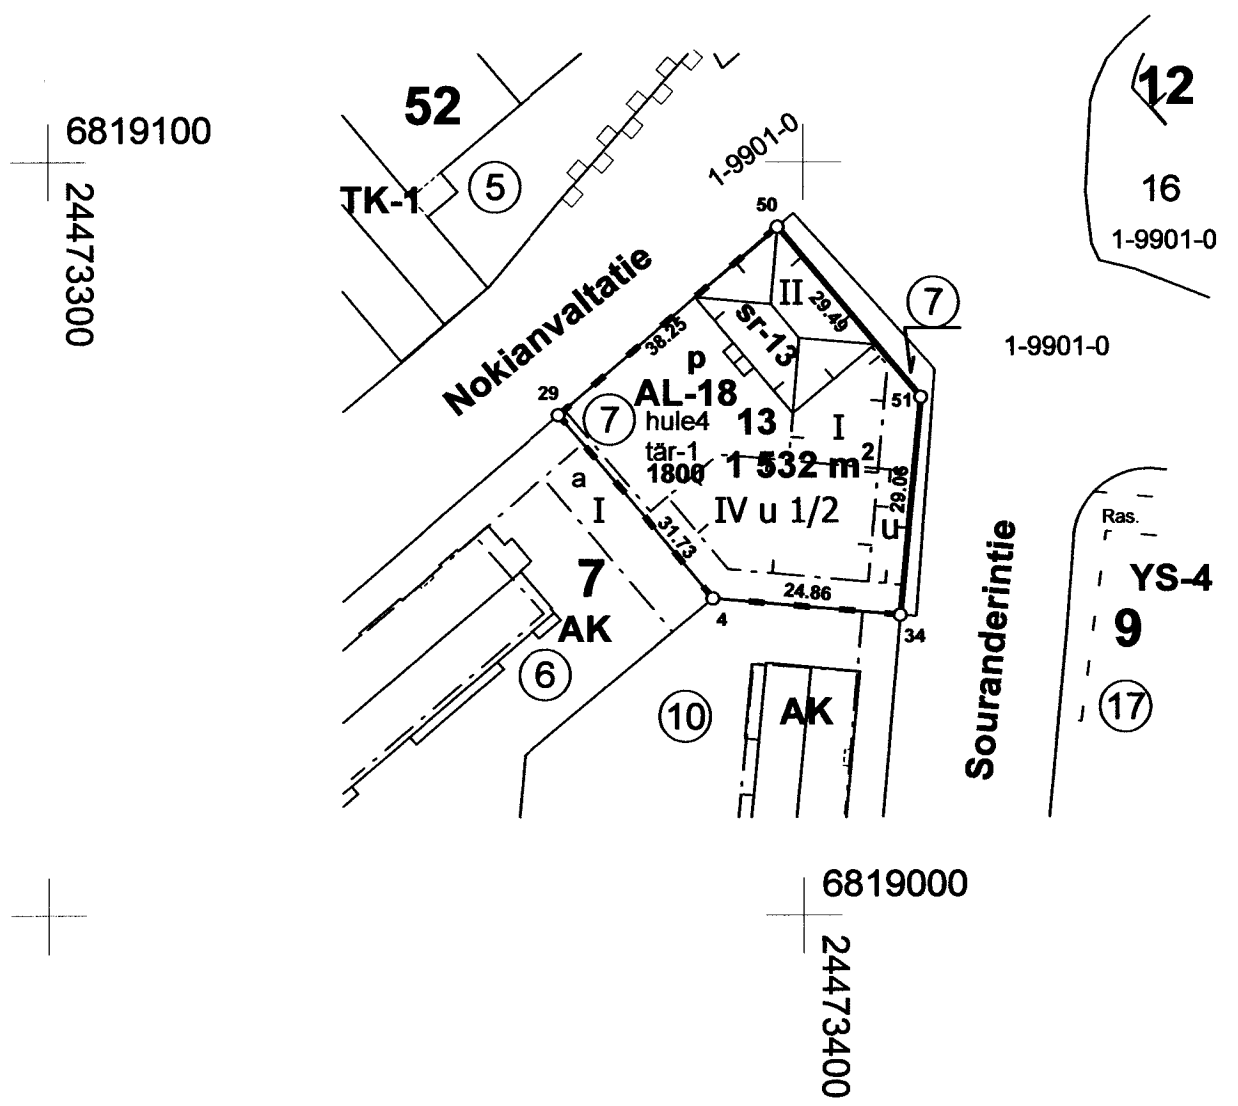 12
52
6819100
1-9901-0
TK-1
5
16
50
1-9901-0
24473300
Nokianvaltatie
II
29.49
7
sr-13
38.25
1-9901-0
p
AL-18
29
51
7
hule4
13
I
tär-1
1800
1 532 m²
a
29.06
I
IV u 1/2
31.73
u
Ras.
7
YS-4
24.86
4
AK
34
9
Souranderintie
6
10
AK
17
6819000
24473400